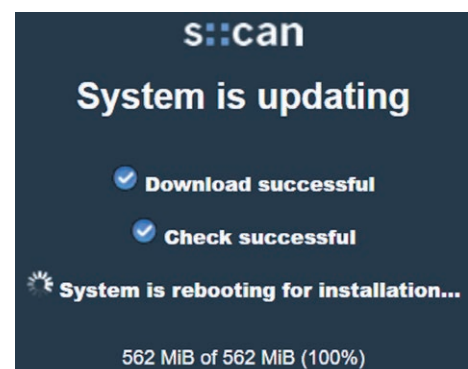 s::can
System is updating
Download successful
Check successful
System is rebooting for installation...
562 MiB of 562 MiB (100%)